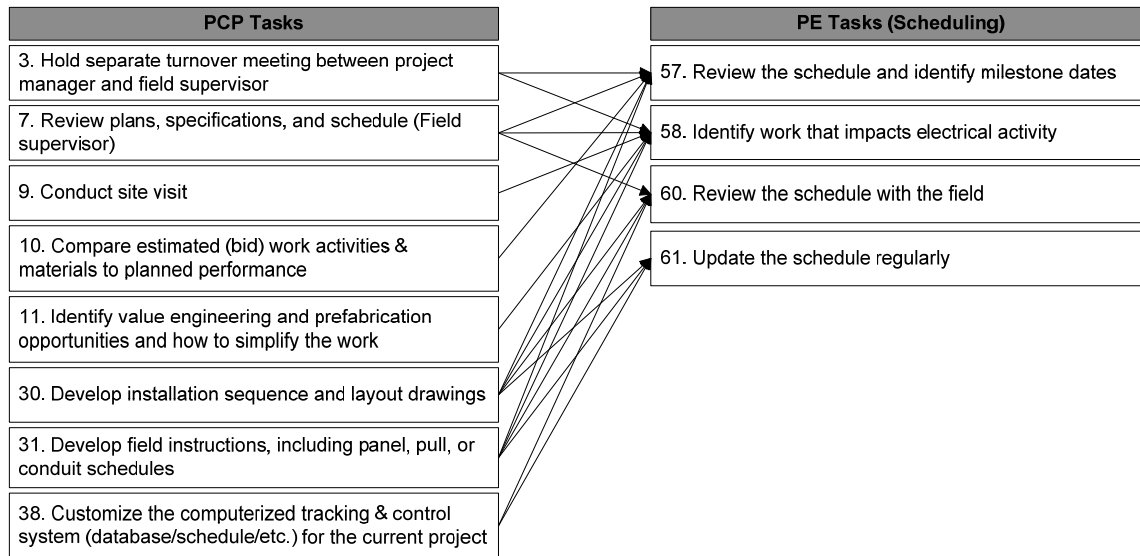 PCP Tasks
3. Hold separate turnover meeting between project
manager and field supervisor
7. Review plans, specifications, and schedule (Field
supervisor)
9. Conduct site visit
10. Compare estimated (bid) work activities &
materials to planned performance
11. Identify value engineering and prefabrication
opportunities and how to simplify the work
30. Develop installation sequence and layout drawings
31. Develop field instructions, including panel, pull, or
conduit schedules
38. Customize the computerized tracking & control
system (database/schedule/etc.) for the current project
PE Tasks (Scheduling)
57. Review the schedule and identify milestone dates
58. Identify work that impacts electrical activity
60. Review the schedule with the field
61. Update the schedule regularly